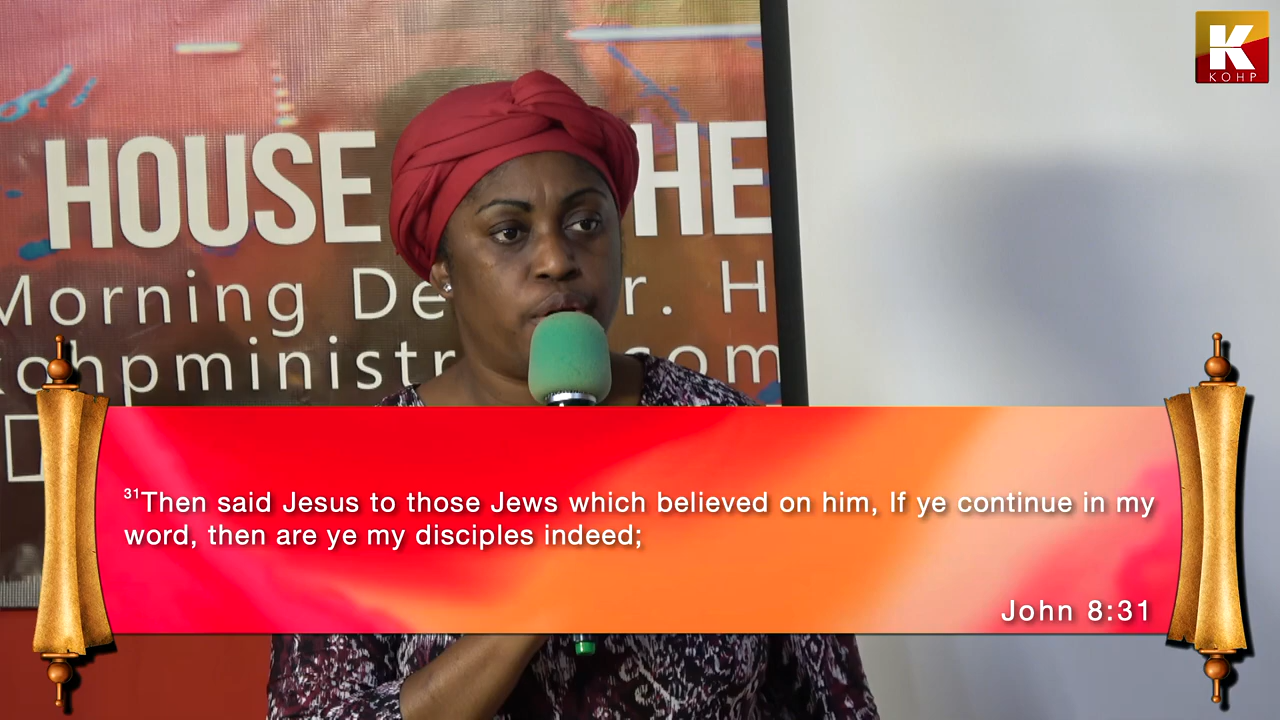 K
KOHP
HOUSE HE
Morning De r. H
kohpministr com
31Then said Jesus to those Jews which believed on him, If ye continue in my
word, then are ye my disciples indeed;
John 8:31